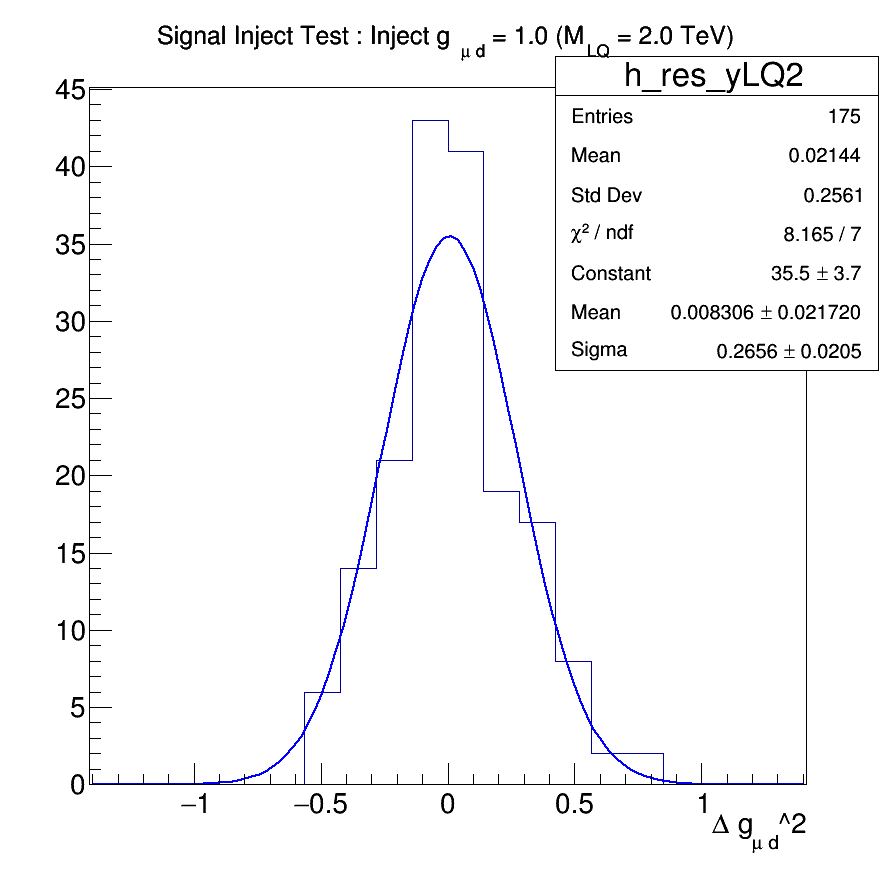 Signal Inject Test : Inject g μ d = 1.0 (M LQ = 2.0 TeV)
h_res_yLQ2
Entries 175
Mean 0.02144
Std Dev 0.2561
χ² / ndf 8.165 / 7
Constant 35.5 ± 3.7
Mean 0.008306 ± 0.021720
Sigma 0.2656 ± 0.0205
45
40
35
30
25
20
15
10
5
0
−1 −0.5 0 0.5 1
Δ g μ d ^2